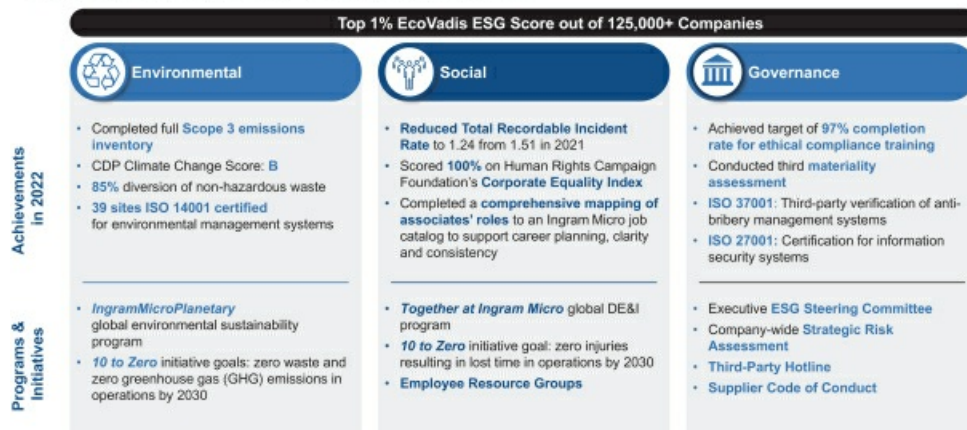 Top 1% EcoVadis ESG Score out of 125,000+ Companies
Environmental
Social
Governance
Achievements
in 2022
• Completed full Scope 3 emissions
inventory
• CDP Climate Change Score: B
• 85% diversion of non-hazardous waste
• 39 sites ISO 14001 certified
for environmental management systems
• Reduced Total Recordable Incident
Rate to 1.24 from 1.51 in 2021
• Scored 100% on Human Rights Campaign
Foundation's Corporate Equality Index
• Completed a comprehensive mapping of
associates' roles to an Ingram Micro job
catalog to support career planning, clarity
and consistency
• Achieved target of 97% completion
rate for ethical compliance training
• Conducted third materiality
assessment
• ISO 37001: Third-party verification of anti-
bribery management systems
• ISO 27001: Certification for information
security systems
Programs &
Initiatives
• IngramMicroPlanetary
global environmental sustainability
program
• 10 to Zero initiative goals: zero waste and
zero greenhouse gas (GHG) emissions in
operations by 2030
• Together at Ingram Micro global DE&I
program
• 10 to Zero initiative goal: zero injuries
resulting in lost time in operations by 2030
• Employee Resource Groups
• Executive ESG Steering Committee
• Company-wide Strategic Risk
Assessment
• Third-Party Hotline
• Supplier Code of Conduct